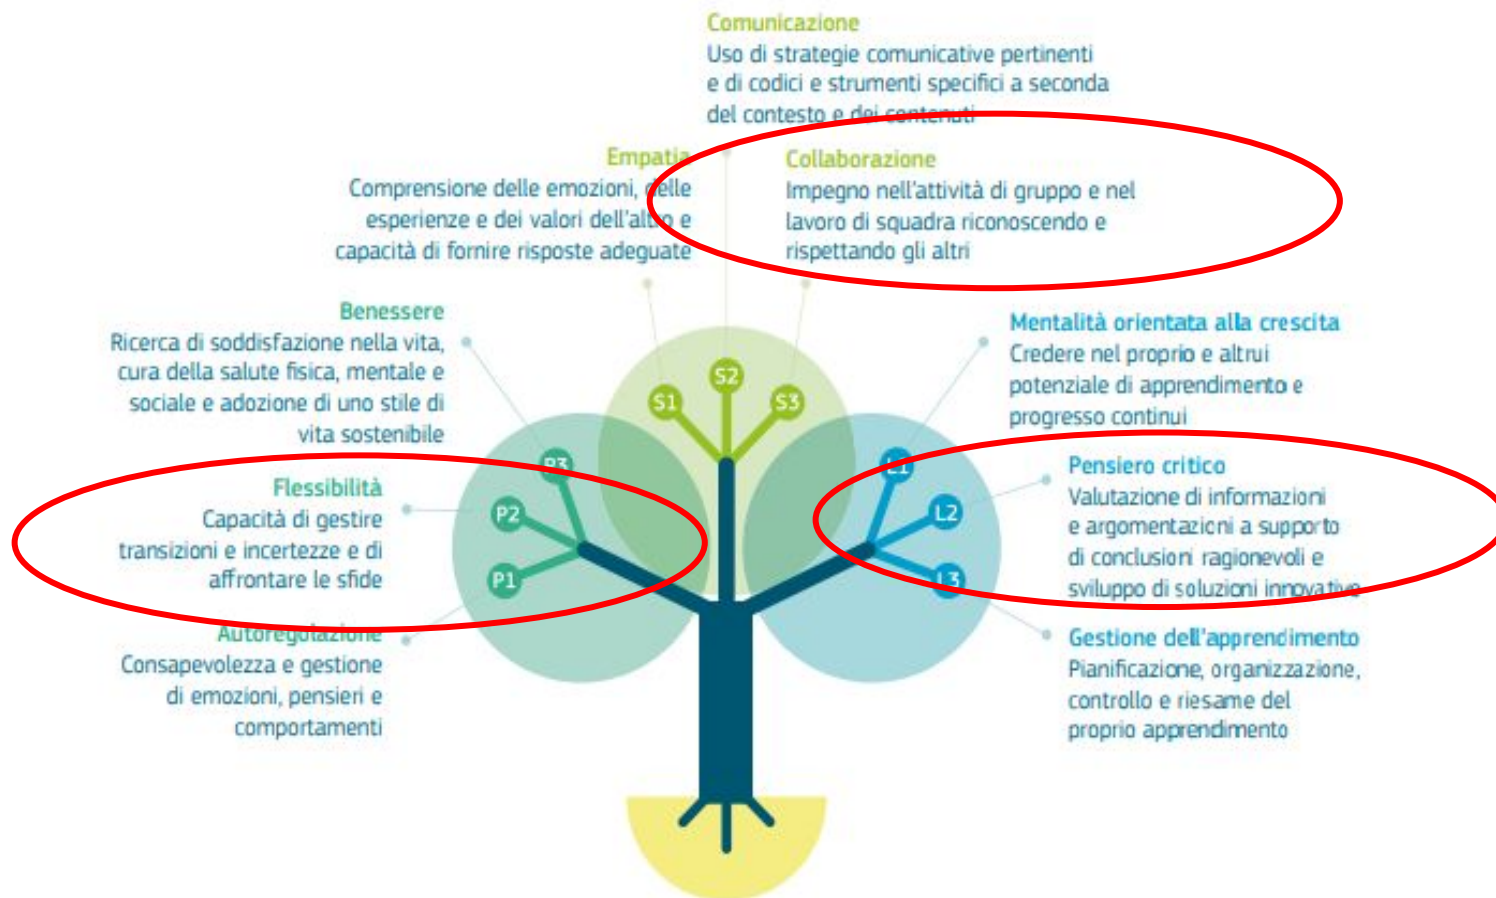 Comunicazione
Uso di strategie comunicative pertinenti
e di codici e strumenti specifici a seconda
del contesto e dei contenuti
Empatia
Comprensione delle emozioni, delle
esperienze e dei valori dell'altro e
capacità di fornire risposte adeguate
Collaborazione
Impegno nell'attività di gruppo e nel
lavoro di squadra riconoscendo e
rispettando gli altri
Benessere
Ricerca di soddisfazione nella vita,
cura della salute fisica, mentale e
sociale e adozione di uno stile di
vita sostenibile
Flessibilità
Capacità di gestire
transizioni e incertezze e di
affrontare le sfide
Autoregolazione
Consapevolezza e gestione
di emozioni, pensieri e
comportamenti
S1
S2
S3
P3
P2
P1
L1
L2
L3
Mentalità orientata alla crescita
Credere nel proprio e altrui
potenziale di apprendimento e
progresso continui
Pensiero critico
Valutazione di informazioni
e argomentazioni a supporto
di conclusioni ragionevoli e
sviluppo di soluzioni innovative
Gestione dell'apprendimento
Pianificazione, organizzazione,
controllo e riesame del
proprio apprendimento